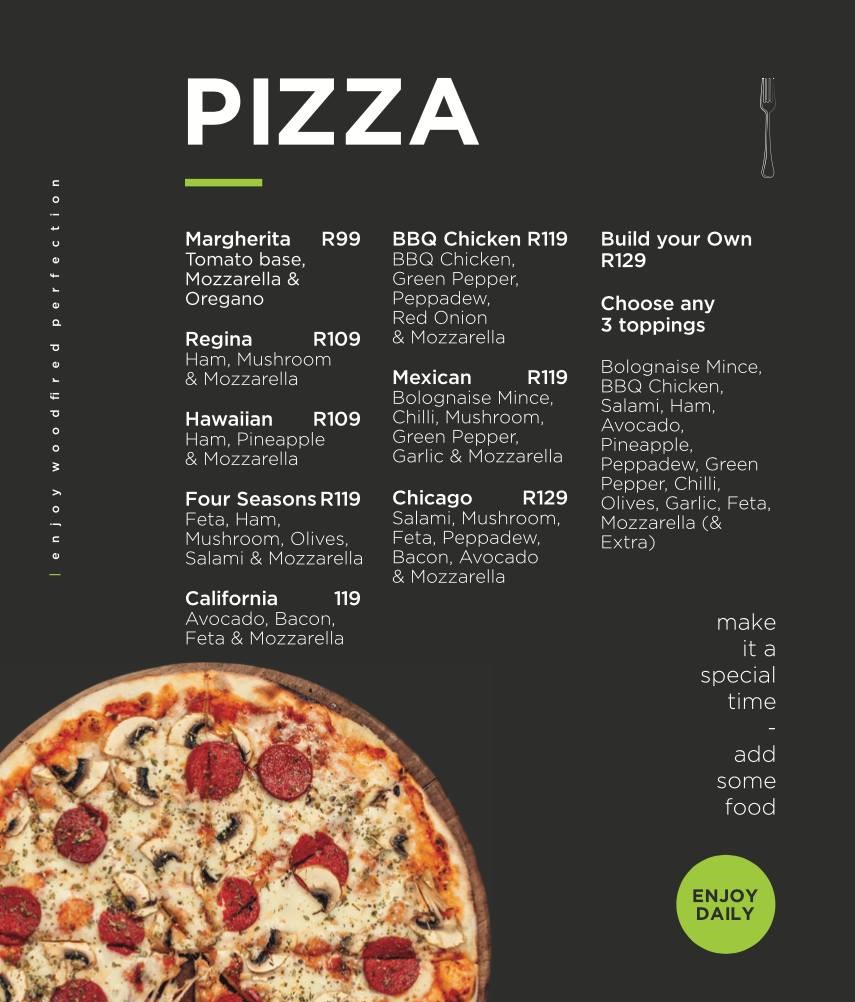 PIZZA
| enjoy woodfired perfection
Margherita R99
Tomato base,
Mozzarella &
Oregano
Regina R109
Ham, Mushroom
& Mozzarella
Hawaiian R109
Ham, Pineapple
& Mozzarella
Four Seasons R119
Feta, Ham,
Mushroom, Olives,
Salami & Mozzarella
California 119
Avocado, Bacon,
Feta & Mozzarella
BBQ Chicken R119
BBQ Chicken,
Green Pepper,
Peppadew,
Red Onion
& Mozzarella
Mexican R119
Bolognaise Mince,
Chilli, Mushroom,
Green Pepper,
Garlic & Mozzarella
Chicago R129
Salami, Mushroom,
Feta, Peppadew,
Bacon, Avocado
& Mozzarella
Build your Own
R129
Choose any
3 toppings
Bolognaise Mince,
BBQ Chicken,
Salami, Ham,
Avocado,
Pineapple,
Peppadew, Green
Pepper, Chilli,
Olives, Garlic, Feta,
Mozzarella (&
Extra)
make
it a
special
time
-
add
some
food
ENJOY
DAILY